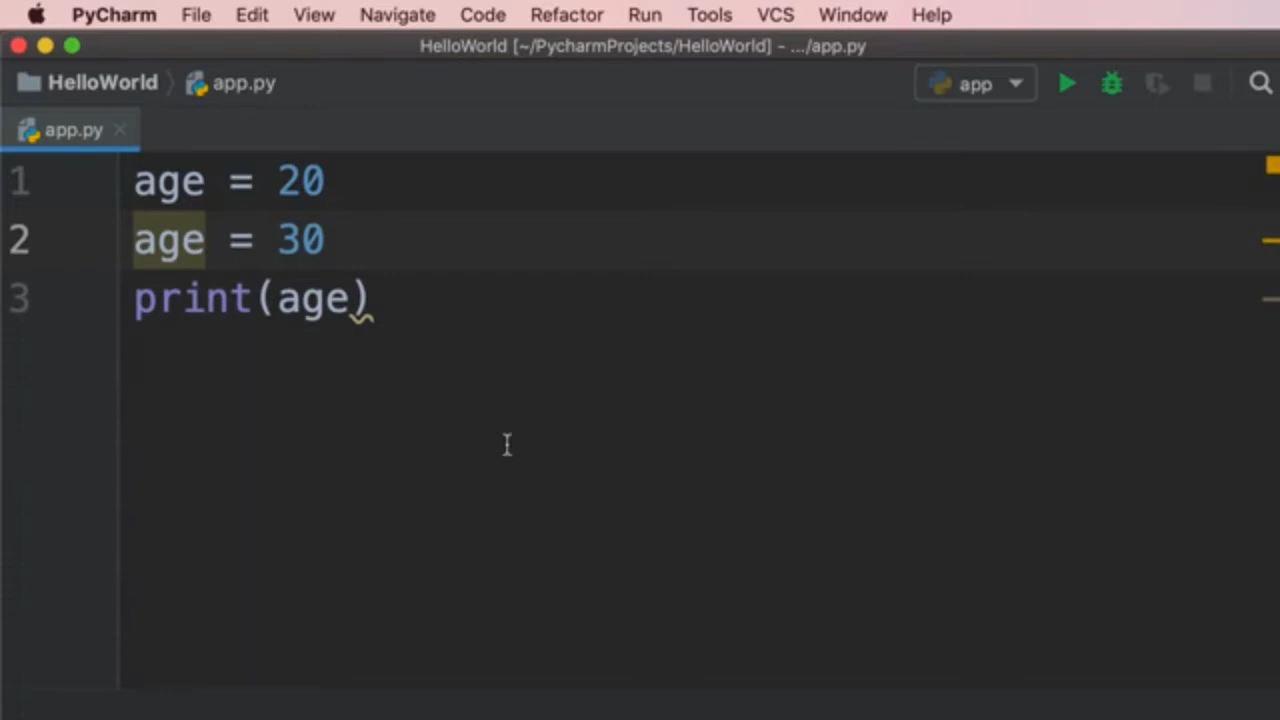 PyCharm File Edit View Navigate Code Refactor Run Tools VCS Window Help
HelloWorld [~/PycharmProjects/HelloWorld] - .../app.py
HelloWorld app.py app
app.py
1 age = 20
2 age = 30
3 print(age)